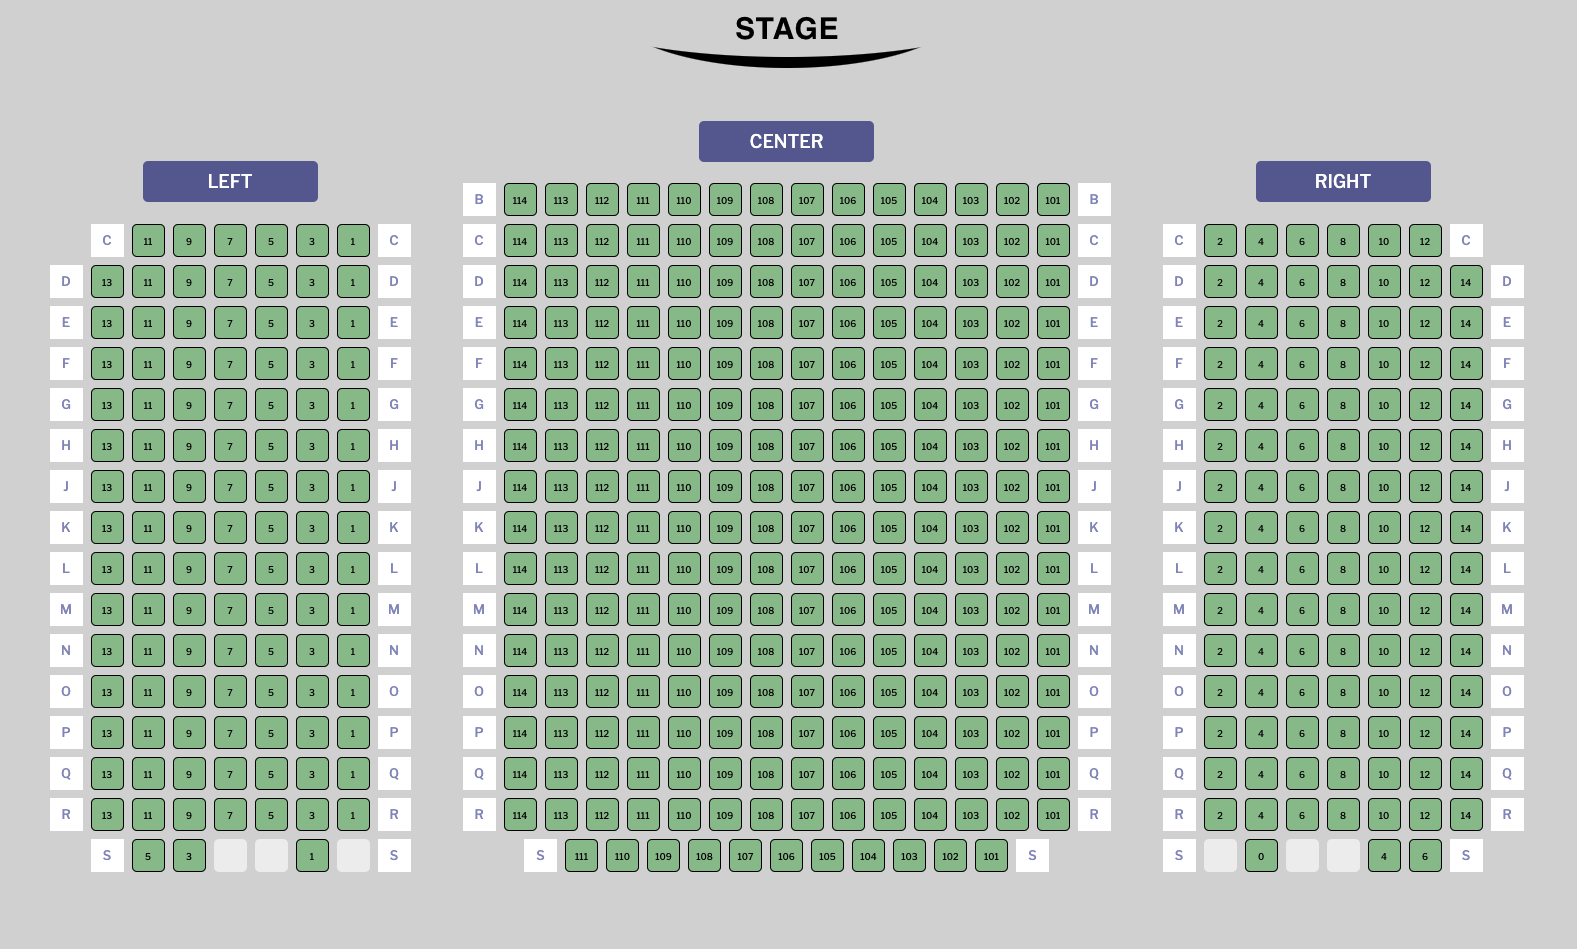 STAGE
CENTER
LEFT
RIGHT
B 114 113 112 111 110 109 108 107 106 105 104 103 102 101 B
C 11 9 7 5 3 1 C C 114 113 112 111 110 109 108 107 106 105 104 103 102 101 C C 2 4 6 8 10 12 C
D 13 11 9 7 5 3 1 D D 114 113 112 111 110 109 108 107 106 105 104 103 102 101 D D 2 4 6 8 10 12 14 D
E 13 11 9 7 5 3 1 E E 114 113 112 111 110 109 108 107 106 105 104 103 102 101 E E 2 4 6 8 10 12 14 E
F 13 11 9 7 5 3 1 F F 114 113 112 111 110 109 108 107 106 105 104 103 102 101 F F 2 4 6 8 10 12 14 F
G 13 11 9 7 5 3 1 G G 114 113 112 111 110 109 108 107 106 105 104 103 102 101 G G 2 4 6 8 10 12 14 G
H 13 11 9 7 5 3 1 H H 114 113 112 111 110 109 108 107 106 105 104 103 102 101 H H 2 4 6 8 10 12 14 H
J 13 11 9 7 5 3 1 J J 114 113 112 111 110 109 108 107 106 105 104 103 102 101 J J 2 4 6 8 10 12 14 J
K 13 11 9 7 5 3 1 K K 114 113 112 111 110 109 108 107 106 105 104 103 102 101 K K 2 4 6 8 10 12 14 K
L 13 11 9 7 5 3 1 L L 114 113 112 111 110 109 108 107 106 105 104 103 102 101 L L 2 4 6 8 10 12 14 L
M 13 11 9 7 5 3 1 M M 114 113 112 111 110 109 108 107 106 105 104 103 102 101 M M 2 4 6 8 10 12 14 M
N 13 11 9 7 5 3 1 N N 114 113 112 111 110 109 108 107 106 105 104 103 102 101 N N 2 4 6 8 10 12 14 N
O 13 11 9 7 5 3 1 O O 114 113 112 111 110 109 108 107 106 105 104 103 102 101 O O 2 4 6 8 10 12 14 O
P 13 11 9 7 5 3 1 P P 114 113 112 111 110 109 108 107 106 105 104 103 102 101 P P 2 4 6 8 10 12 14 P
Q 13 11 9 7 5 3 1 Q Q 114 113 112 111 110 109 108 107 106 105 104 103 102 101 Q Q 2 4 6 8 10 12 14 Q
R 13 11 9 7 5 3 1 R R 114 113 112 111 110 109 108 107 106 105 104 103 102 101 R R 2 4 6 8 10 12 14 R
S 5 3 1 S S 111 110 109 108 107 106 105 104 103 102 101 S S 0 4 6 S